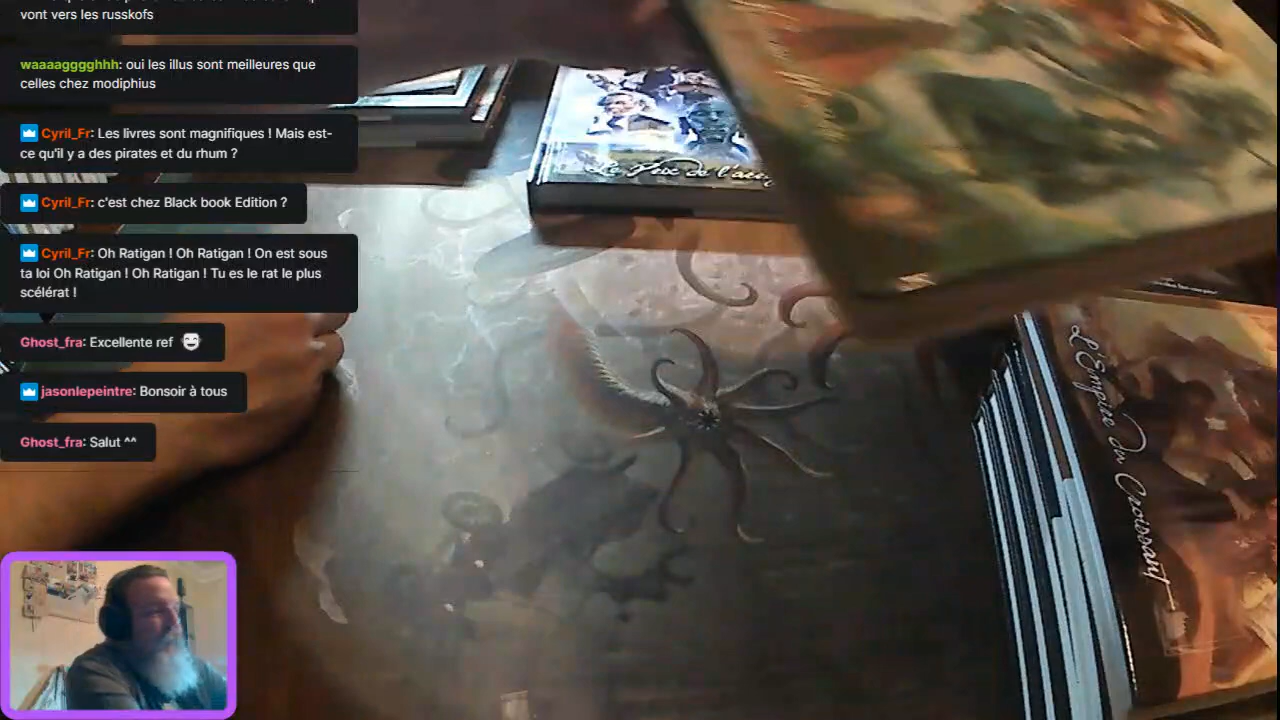 vont vers les russkofs
waaaagggghhh: oui les illus sont meilleures que
celles chez modiphius
Cyril_Fr: Les livres sont magnifiques ! Mais est-
ce qu'il y a des pirates et du rhum ?
Cyril_Fr: c'est chez Black book Edition ?
Cyril_Fr: Oh Ratigan ! Oh Ratigan ! On est sous
ta loi Oh Ratigan ! Oh Ratigan ! Tu es le rat le plus
scélérat !
Ghost_fra: Excellente ref
jasonlepeintre: Bonsoir à tous
Ghost_fra: Salut ^^
de
L'Empire du Croissant